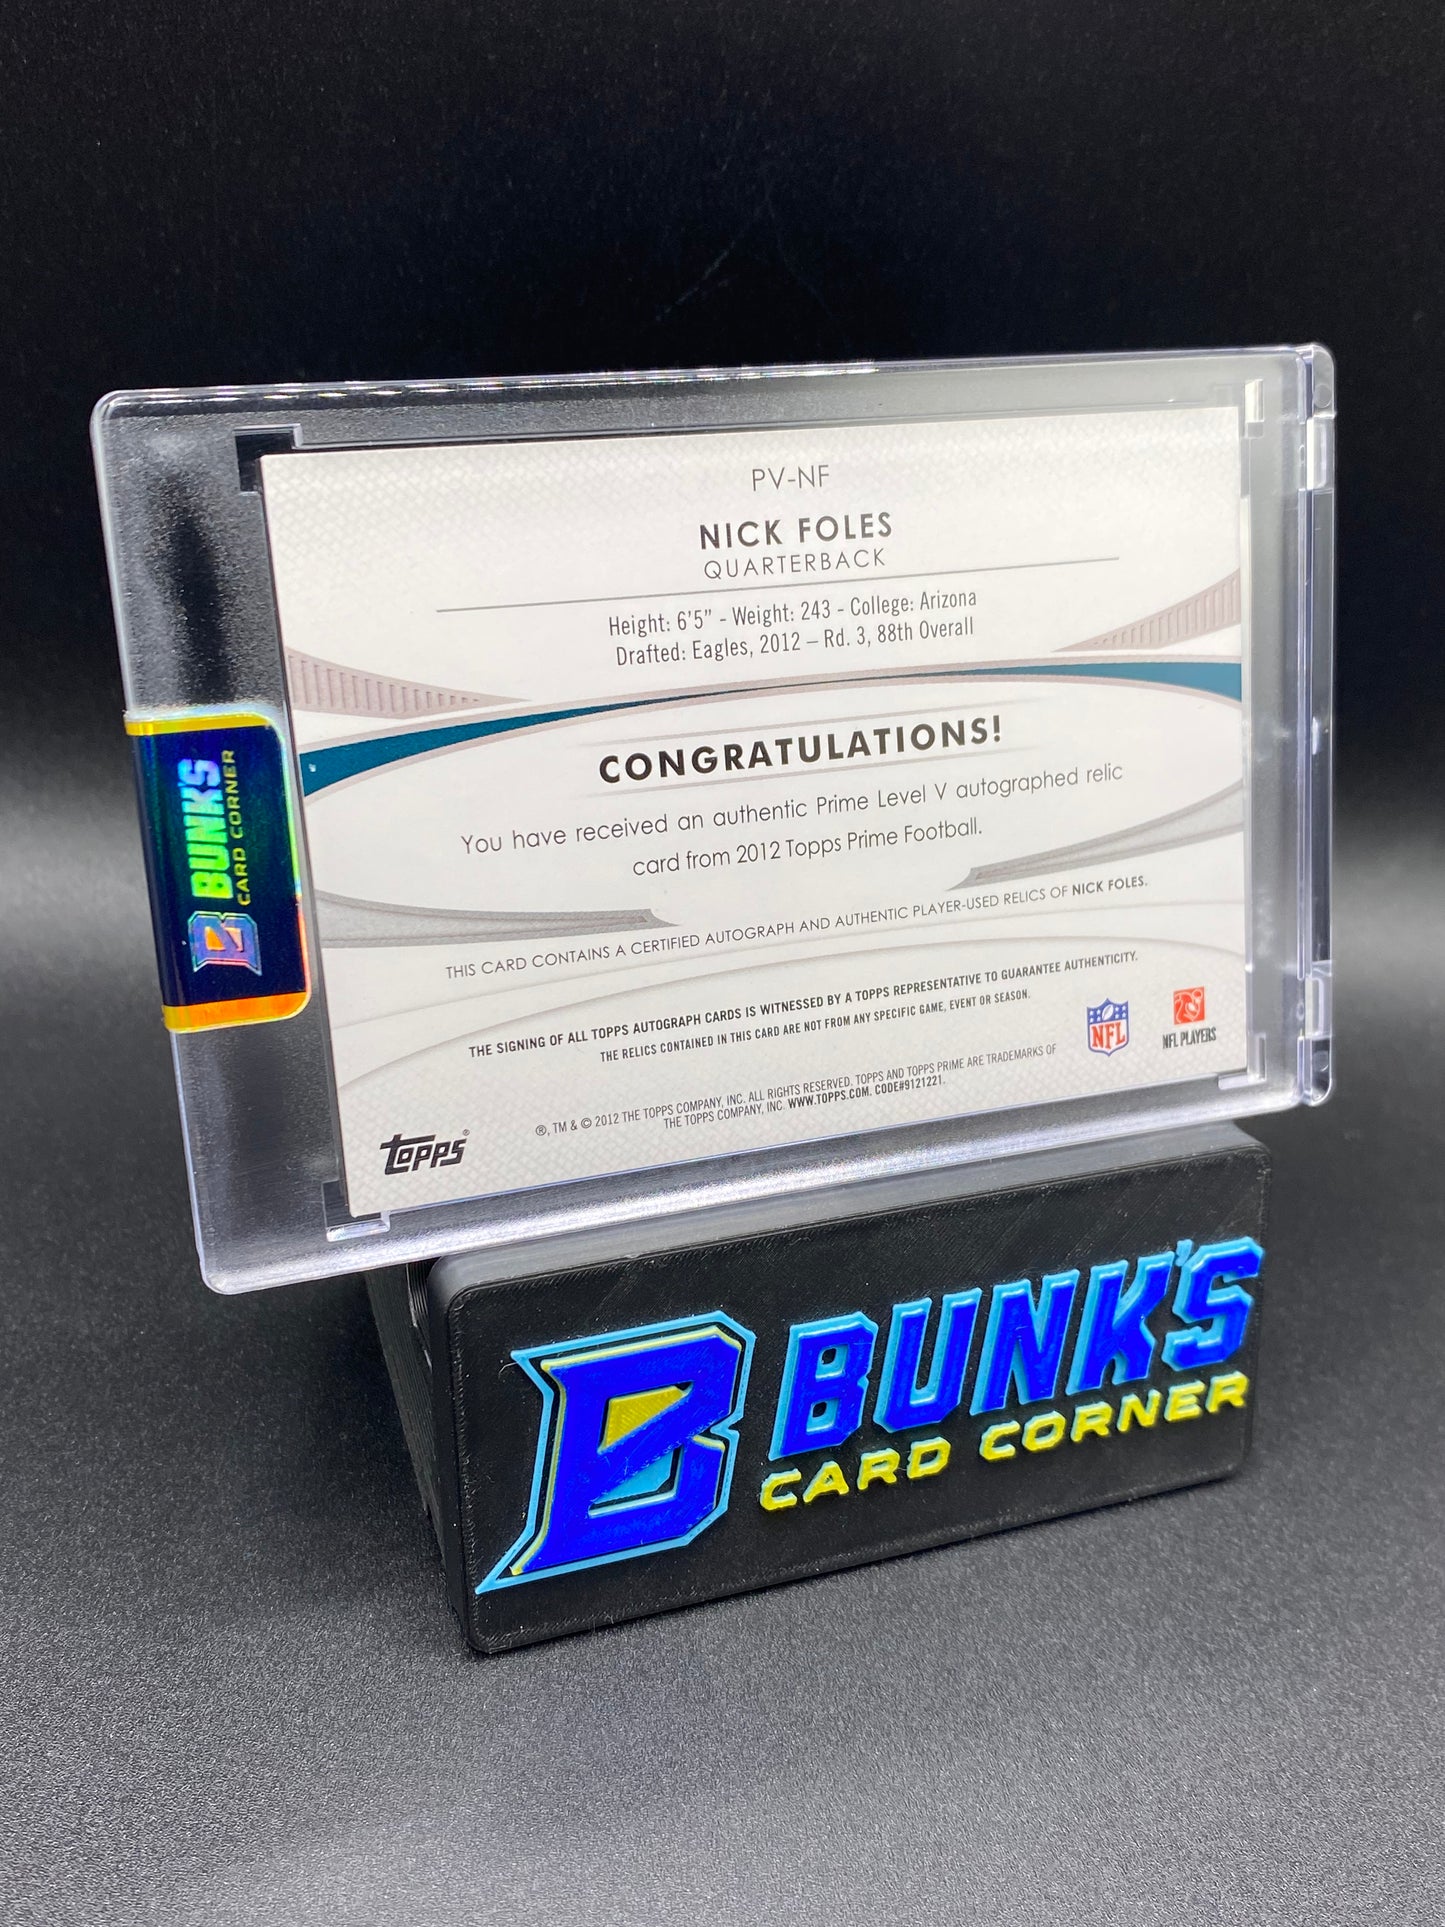 PV-NF
NICK FOLES
QUARTERBACK
Height: 6'5" - Weight: 243 - College: Arizona
Drafted: Eagles, 2012 – Rd. 3, 88th Overall
CONGRATULATIONS!
You have received an authentic Prime Level V autographed relic
card from 2012 Topps Prime Football.
THIS CARD CONTAINS A CERTIFIED AUTOGRAPH AND AUTHENTIC PLAYER-USED RELICS OF NICK FOLES.
THE SIGNING OF ALL TOPPS AUTOGRAPH CARDS IS WITNESSED BY A TOPPS REPRESENTATIVE TO GUARANTEE AUTHENTICITY.
THE RELICS CONTAINED IN THIS CARD ARE NOT FROM ANY SPECIFIC GAME, EVENT OR SEASON.
NFL
NFL PLAYERS
®, TM & © 2012 THE TOPPS COMPANY, INC. ALL RIGHTS RESERVED. TOPPS AND TOPPS PRIME ARE TRADEMARKS OF
THE TOPPS COMPANY, INC. WWW.TOPPS.COM. CODE#9121221.
TOPPS®
B BUNK'S
CARD CORNER
B BUNK'S
CARD CORNER